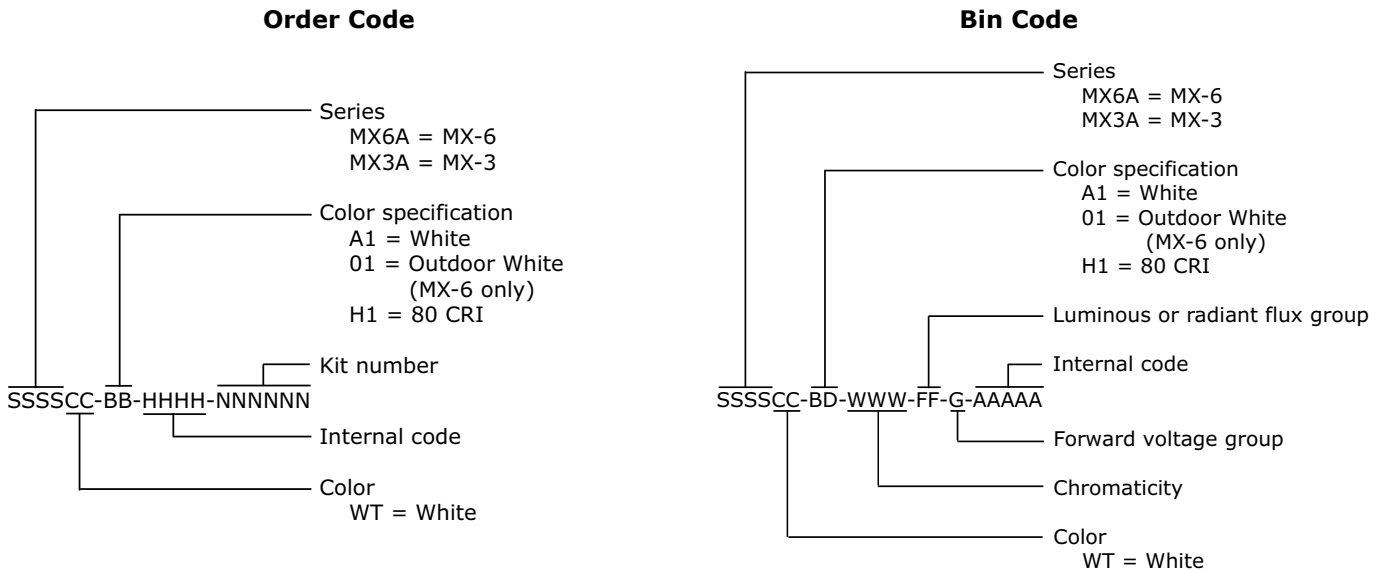 Order Code
Series
MX6A = MX-6
MX3A = MX-3
Color specification
A1 = White
01 = Outdoor White
(MX-6 only)
H1 = 80 CRI
Kit number
SSSSCC-BB-HHHH-NNNNNN
Internal code
Color
WT = White
Bin Code
Series
MX6A = MX-6
MX3A = MX-3
Color specification
A1 = White
01 = Outdoor White
(MX-6 only)
H1 = 80 CRI
Luminous or radiant flux group
Internal code
SSSSCC-BD-WWW-FF-G-AAAAA
Forward voltage group
Chromaticity
Color
WT = White